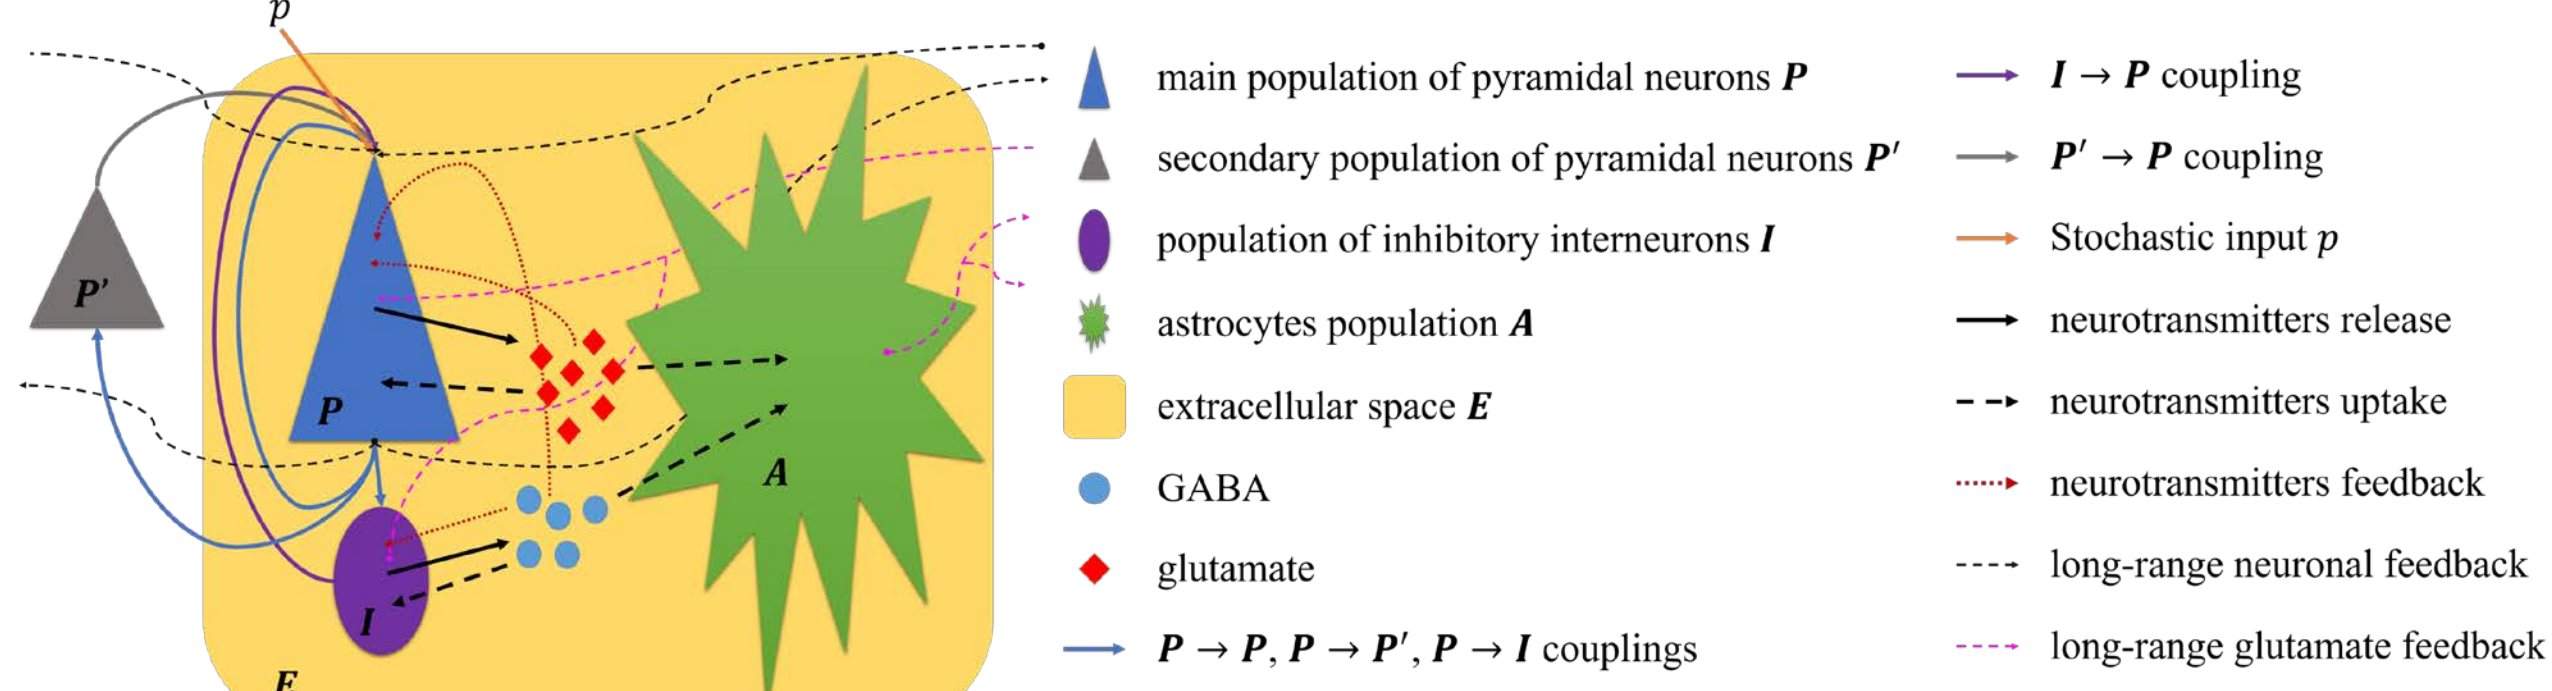 p
P'
P
I
A
E
main population of pyramidal neurons P
secondary population of pyramidal neurons P′
population of inhibitory interneurons I
astrocytes population A
extracellular space E
GABA
glutamate
P → P, P → P′, P → I couplings
I → P coupling
P′ → P coupling
Stochastic input p
neurotransmitters release
neurotransmitters uptake
neurotransmitters feedback
long-range neuronal feedback
long-range glutamate feedback